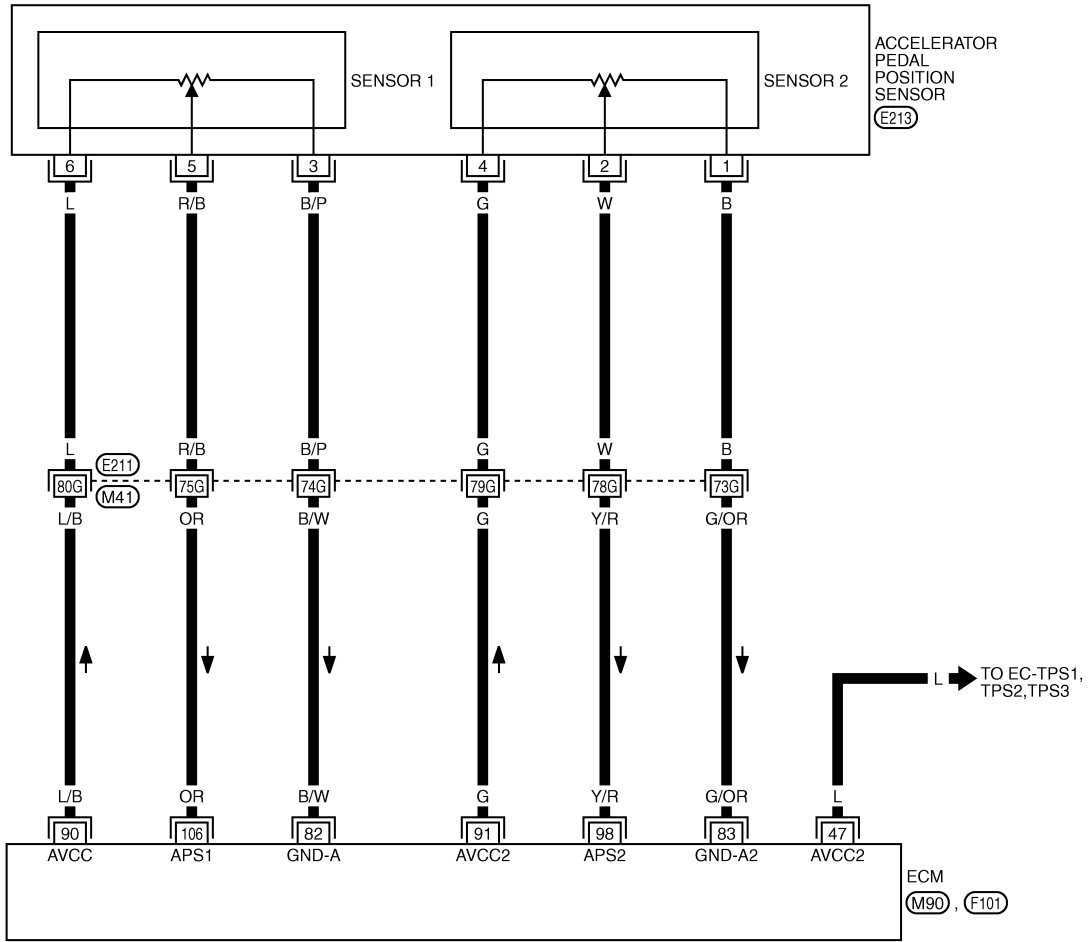 SENSOR 1
SENSOR 2
ACCELERATOR
PEDAL
POSITION
SENSOR
E213
6 5 3 4 2 1
L R/B B/P G W B
L R/B B/P G W B
E211
80G 75G 74G 79G 78G 73G
M41
L/B OR B/W G Y/R G/OR
L
TO EC-TPS1,
TPS2,TPS3
L/B OR B/W G Y/R G/OR L
90 106 82 91 98 83 47
AVCC APS1 GND-A AVCC2 APS2 GND-A2 AVCC2
ECM
M90 , F101